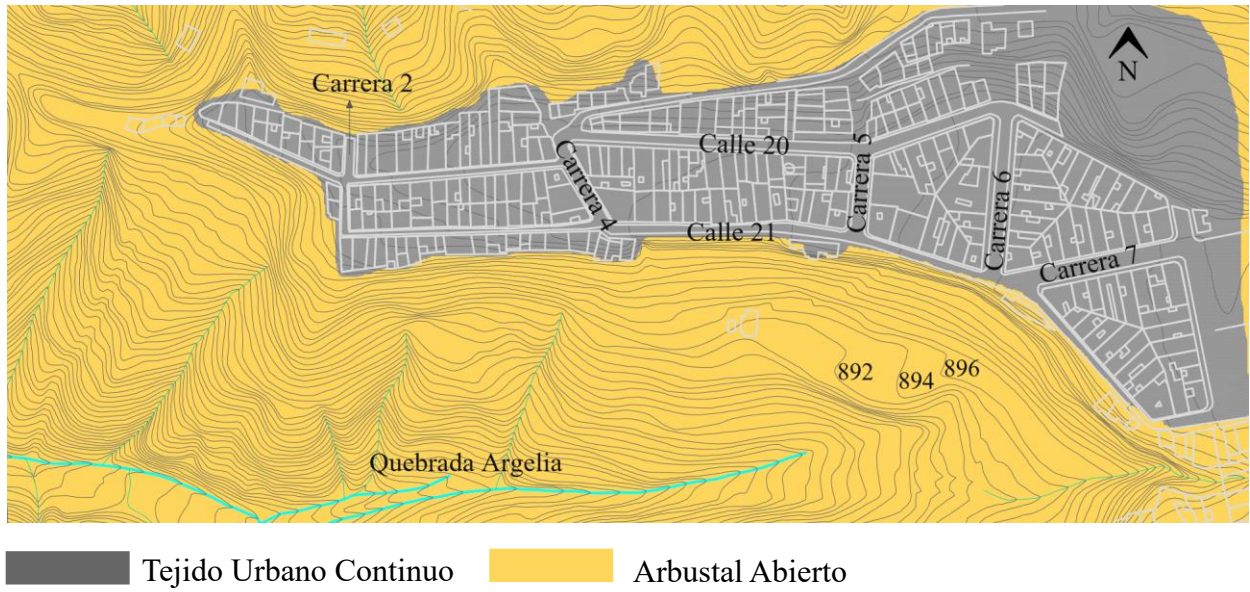 N
Carrera 2
Calle 20
Carrera 5
Carrera 4
Carrera 6
Calle 21
Carrera 7
892
894
896
Quebrada Argelia
Tejido Urbano Continuo
Arbustal Abierto